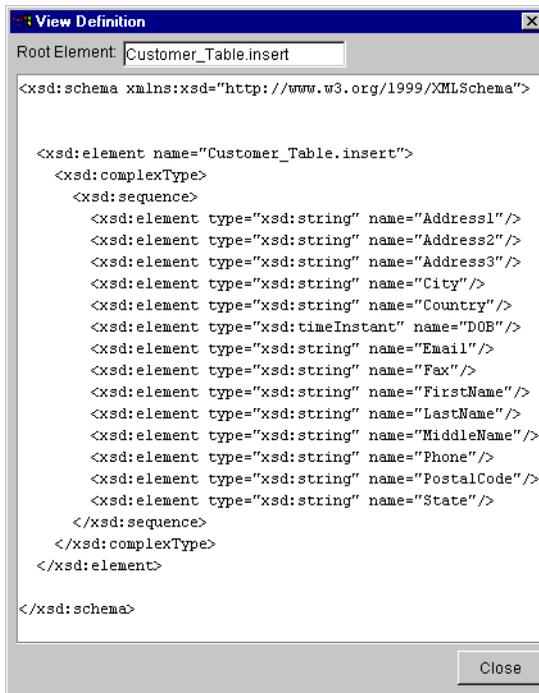 View Definition
Root Element: Customer_Table.insert
<xsd:schema xmlns:xsd="http://www.w3.org/1999/XMLSchema">
<xsd:element name="Customer_Table.insert">
<xsd:complexType>
<xsd:sequence>
<xsd:element type="xsd:string" name="Address1"/>
<xsd:element type="xsd:string" name="Address2"/>
<xsd:element type="xsd:string" name="Address3"/>
<xsd:element type="xsd:string" name="City"/>
<xsd:element type="xsd:string" name="Country"/>
<xsd:element type="xsd:timeInstant" name="DOB"/>
<xsd:element type="xsd:string" name="Email"/>
<xsd:element type="xsd:string" name="Fax"/>
<xsd:element type="xsd:string" name="FirstName"/>
<xsd:element type="xsd:string" name="LastName"/>
<xsd:element type="xsd:string" name="MiddleName"/>
<xsd:element type="xsd:string" name="Phone"/>
<xsd:element type="xsd:string" name="PostalCode"/>
<xsd:element type="xsd:string" name="State"/>
</xsd:sequence>
</xsd:complexType>
</xsd:element>
</xsd:schema>
Close